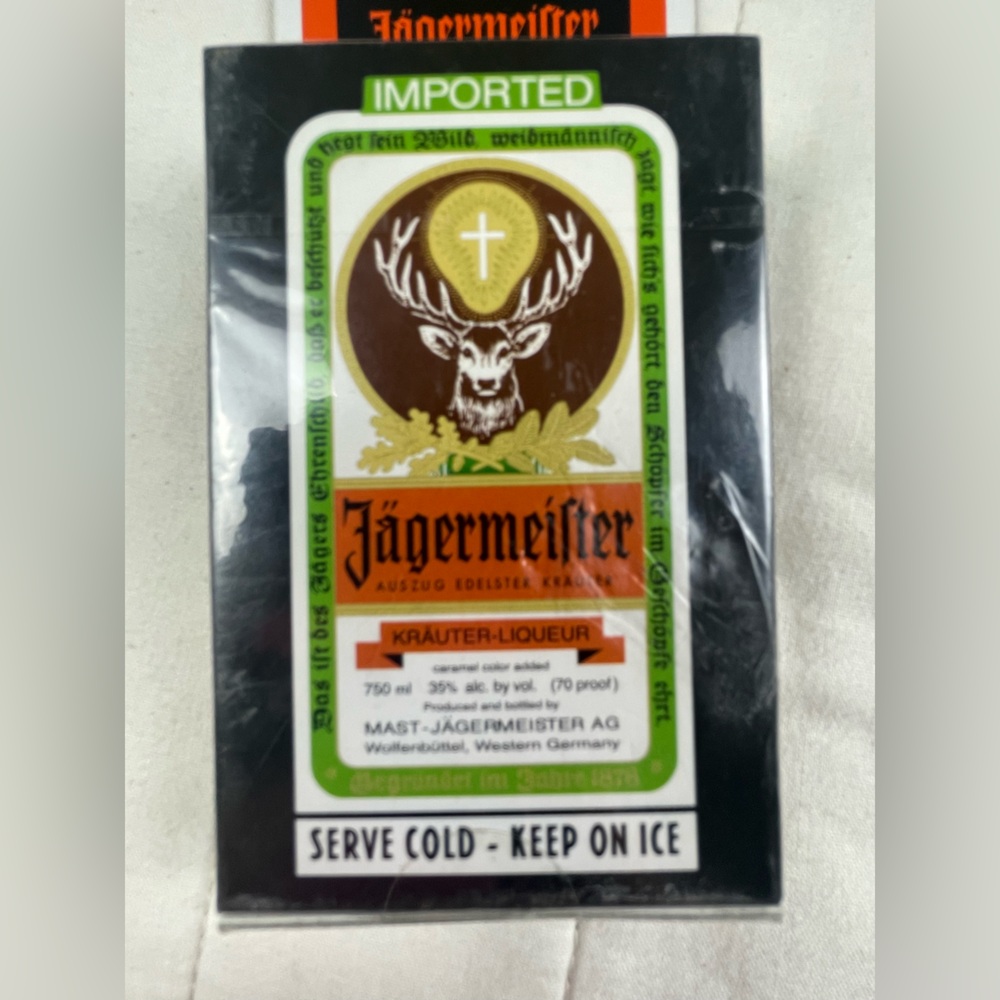 Jägermeister
IMPORTED
Das ist des Jägers Ehrenschild, daß er beschützt und hegt sein Wild, weidmännisch jagt wie sich's gehört den Schöpfer im Geschöpfe ehrt.
Jägermeister
AUSZUG EDELSTER KRÄUTER
KRÄUTER-LIQUEUR
caramel color added
750 ml 35% alc. by vol. (70 proof)
Produced and bottled by
MAST-JÄGERMEISTER AG
Wolfenbüttel, Western Germany
Gegründet im Jahre 1878
SERVE COLD - KEEP ON ICE